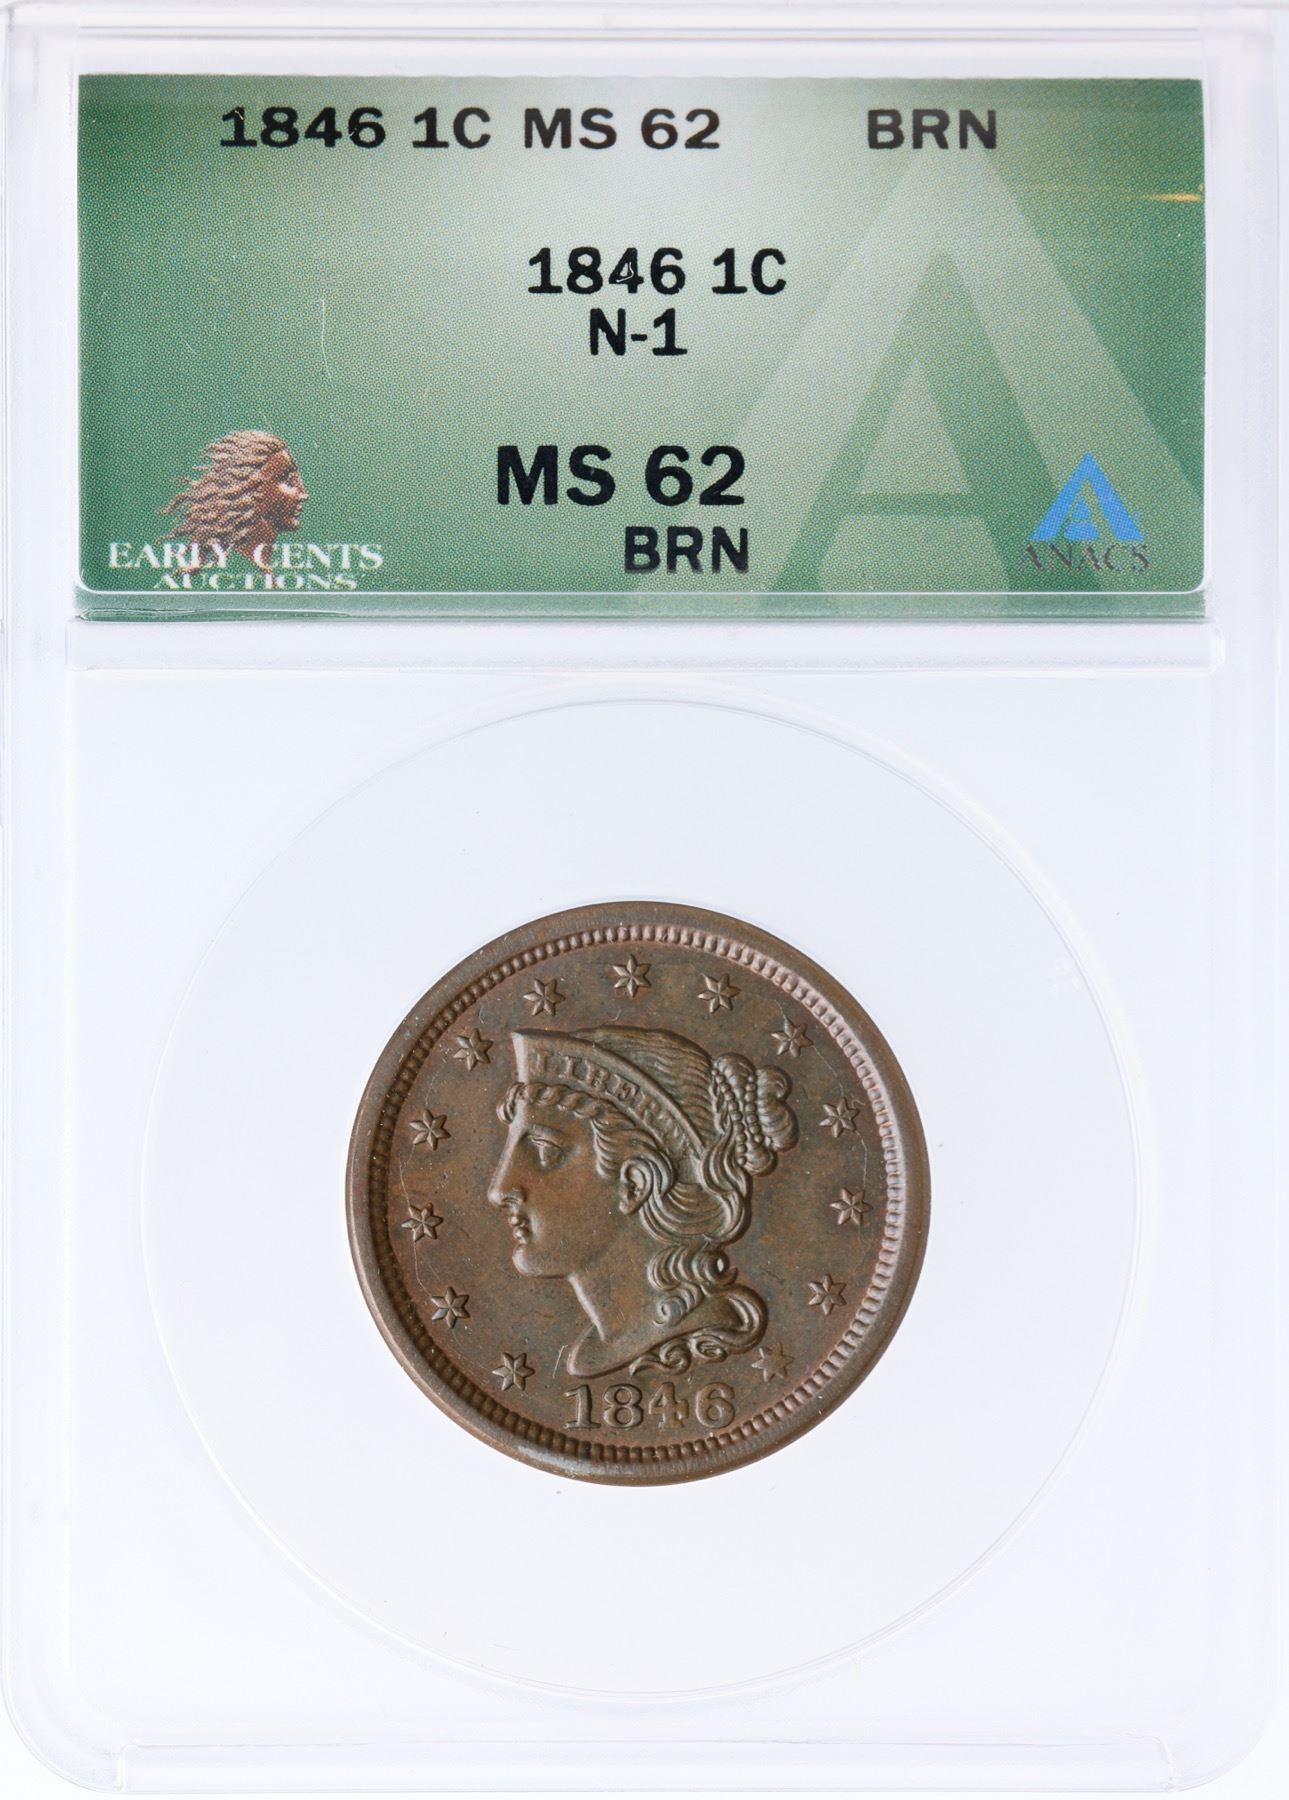 1846 1C MS 62 BRN
1846 1C
N-1
MS 62
BRN
EARLY CENTS
AUCTIONS
ANACS
LIBERTY
1846